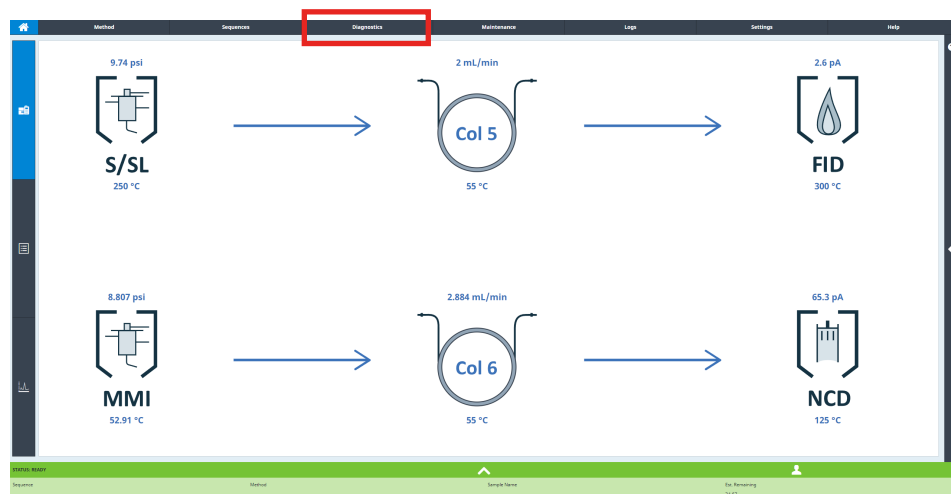 Method Sequences Diagnostics Maintenance Logs Settings Help
9.74 psi 2 mL/min 2.6 pA
Col 5
S/SL FID
250 °C 55 °C 300 °C
8.807 psi 2.884 mL/min 65.3 pA
Col 6
MMI NCD
52.91 °C 55 °C 125 °C
STATUS: READY
Sequence Method Sample Name Est. Remaining